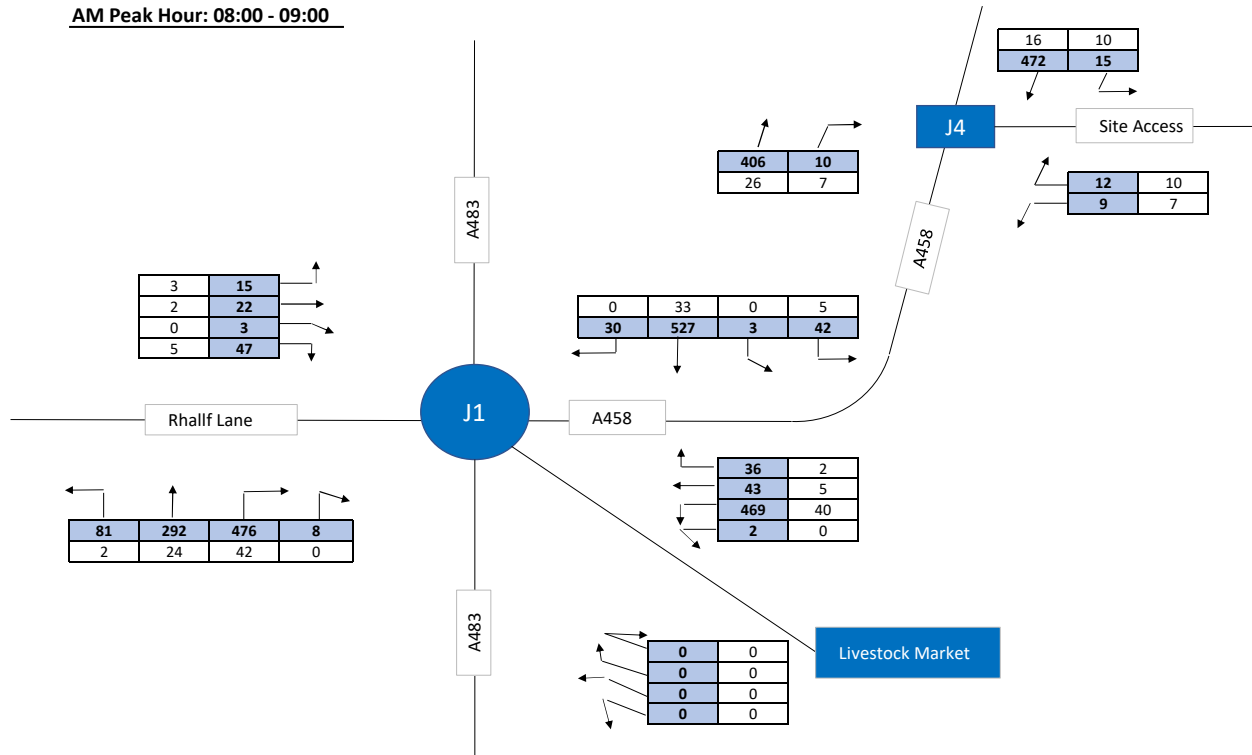 AM Peak Hour: 08:00 - 09:00
16 10
472 15
J4
Site Access
406 10
26 7
12 10
9 7
A483
A458
3 15
2 22
0 3
5 47
0 33 0 5
30 527 3 42
J1
Rhallf Lane
A458
36 2
43 5
469 40
2 0
81 292 476 8
2 24 42 0
A483
Livestock Market
0 0
0 0
0 0
0 0